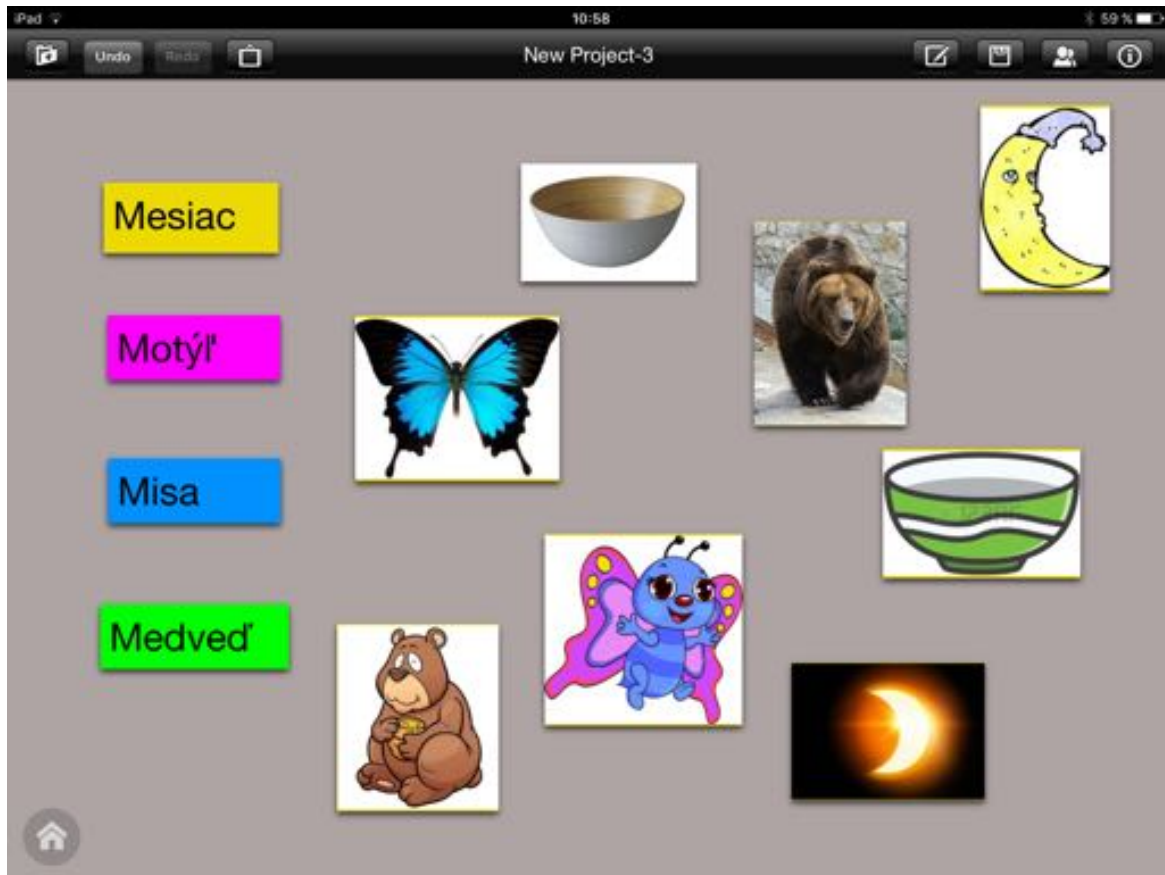 iPad
10:58
59 %
Undo
Redo
New Project-3
Mesiac
Motýľ
Misa
Medveď